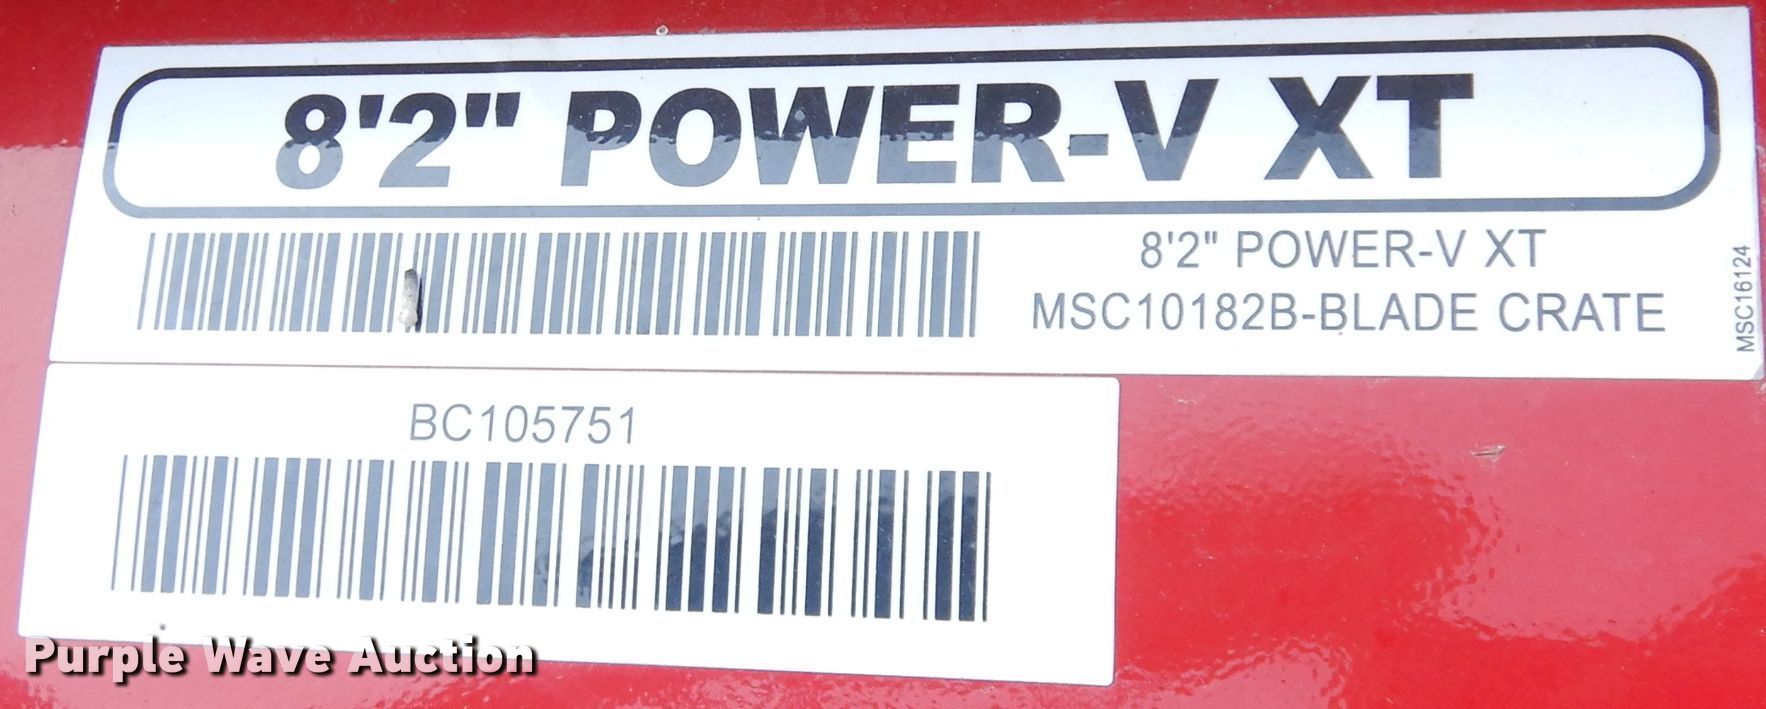 8'2" POWER-V XT
8'2" POWER-V XT
MSC10182B-BLADE CRATE
MSC16124
BC105751
Purple Wave Auction